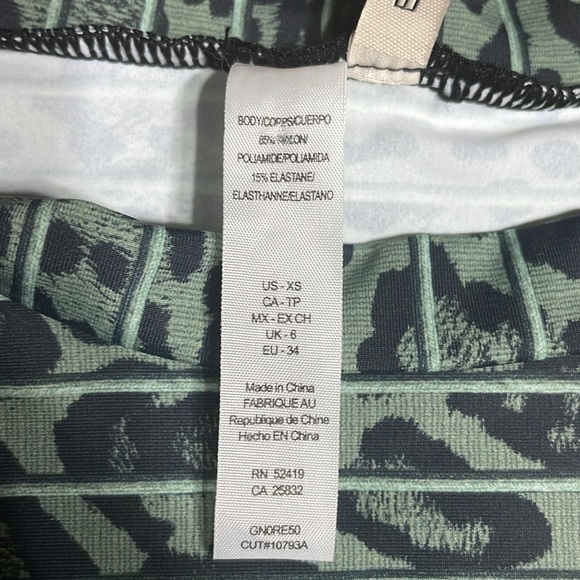 BODY/CORPS/CUERPO
85% NYLON/
POLIAMIDE/POLIAMIDA
15% ELASTANE/
ELASTHANNE/ELASTANO
US - XS
CA - TP
MX - EX CH
UK - 6
EU - 34
Made in China
FABRIQUE AU
Republique de Chine
Hecho EN China
RN 52419
CA 25832
GN0RE50
CUT#10793A